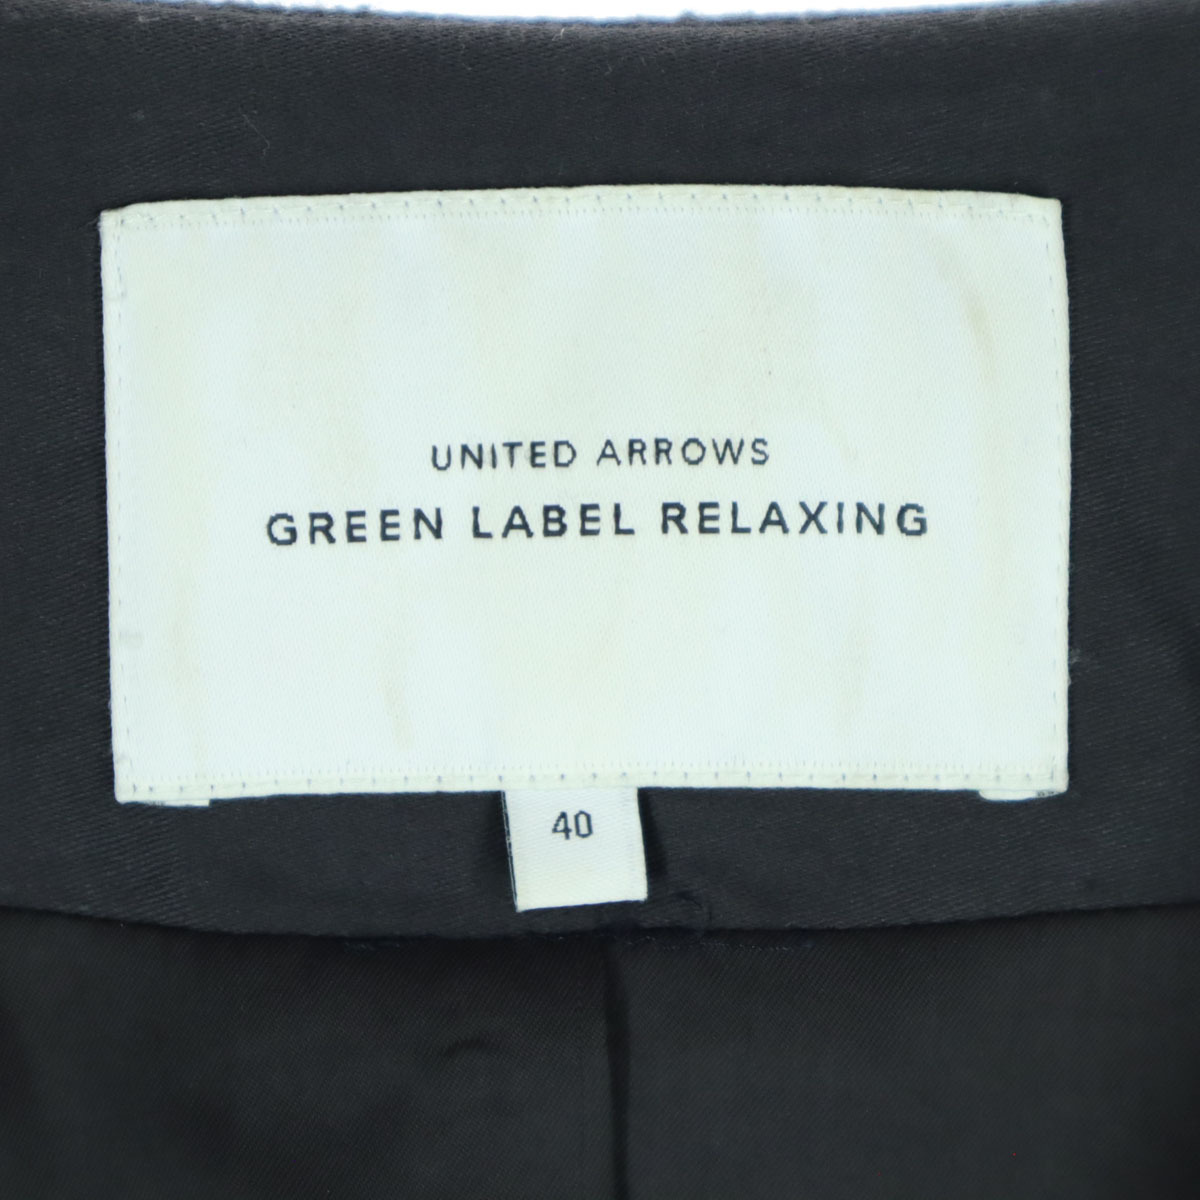 UNITED ARROWS
GREEN LABEL RELAXING
40